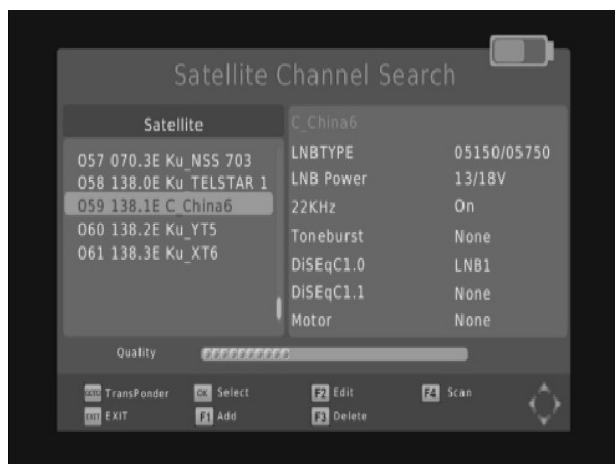 Satellite Channel Search
Satellite
057 070.3E Ku_NSS 703
058 138.0E Ku_TELSTAR 1
059 138.1E C_China6
060 138.2E Ku_YT5
061 138.3E Ku_XT6
C_China6
LNBTYPE 05150/05750
LNB Power 13/18V
22KHz On
Toneburst None
DiSEqC1.0 LNB1
DiSEqC1.1 None
Motor None
Quality
GOTO TransPonder OK Select F2 Edit F4 Scan
EXIT EXIT F1 Add F3 Delete